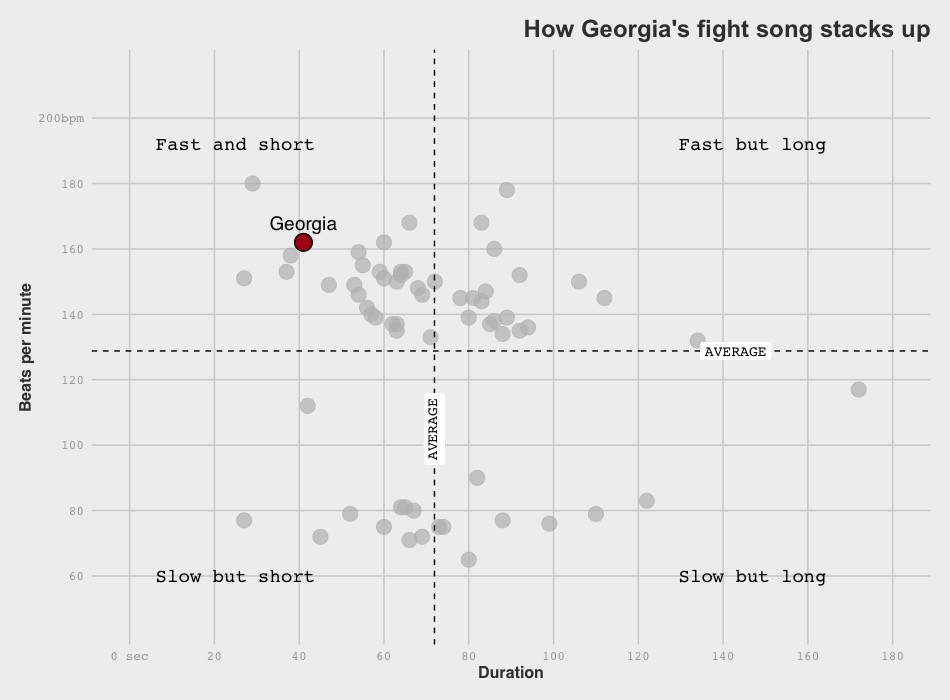 How Georgia's fight song stacks up
200bpm
Fast and short
Fast but long
180
Georgia
160
140
AVERAGE
120
AVERAGE
100
80
60
Slow but short
Slow but long
Beats per minute
0 sec 20 40 60 80 100 120 140 160 180
Duration